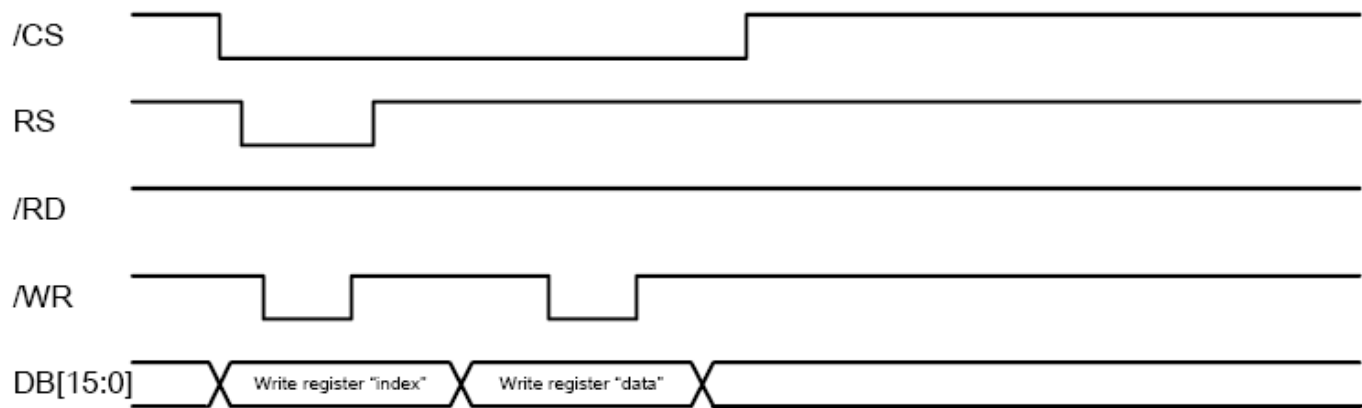 /CS
RS
/RD
/WR
DB[15:0]
Write register “index”
Write register “data”